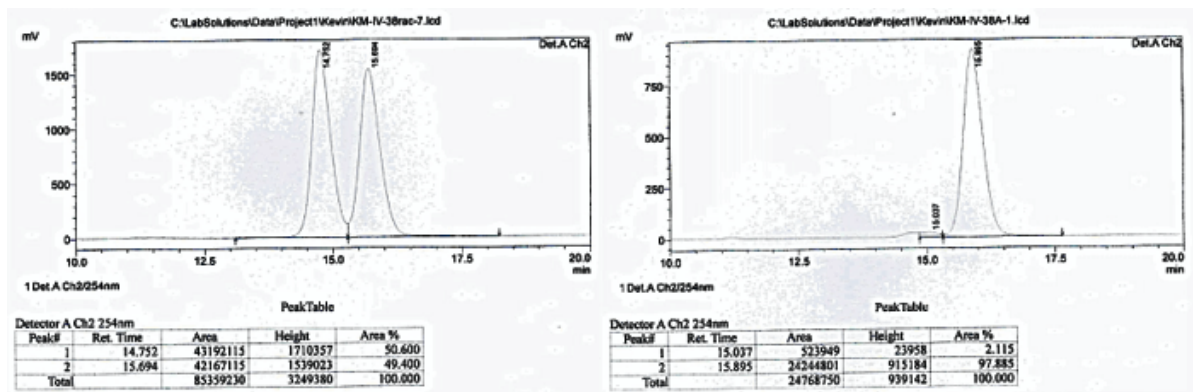 C:\LabSolutions\Data\Project1\Kevin\KM-IV-38rac-7.lcd
mV
Det.A Ch2
14.752
15.694
1500
1000
500
0
10.0 12.5 15.0 17.5 20.0
min
1 Det.A Ch2/254nm
PeakTable
Detector A Ch2 254nm
Peak# Ret. Time Area Height Area %
1 14.752 43192115 1710357 50.600
2 15.694 42167115 1539023 49.400
Total 85359230 3249380 100.000
C:\LabSolutions\Data\Project1\Kevin\KM-IV-38A-1.lcd
mV
Det.A Ch2
15.895
15.037
750
500
250
0
10.0 12.5 15.0 17.5 20.0
min
1 Det.A Ch2/254nm
PeakTable
Detector A Ch2 254nm
Peak# Ret. Time Area Height Area %
1 15.037 523949 23958 2.115
2 15.895 24244801 915184 97.885
Total 24768750 939142 100.000